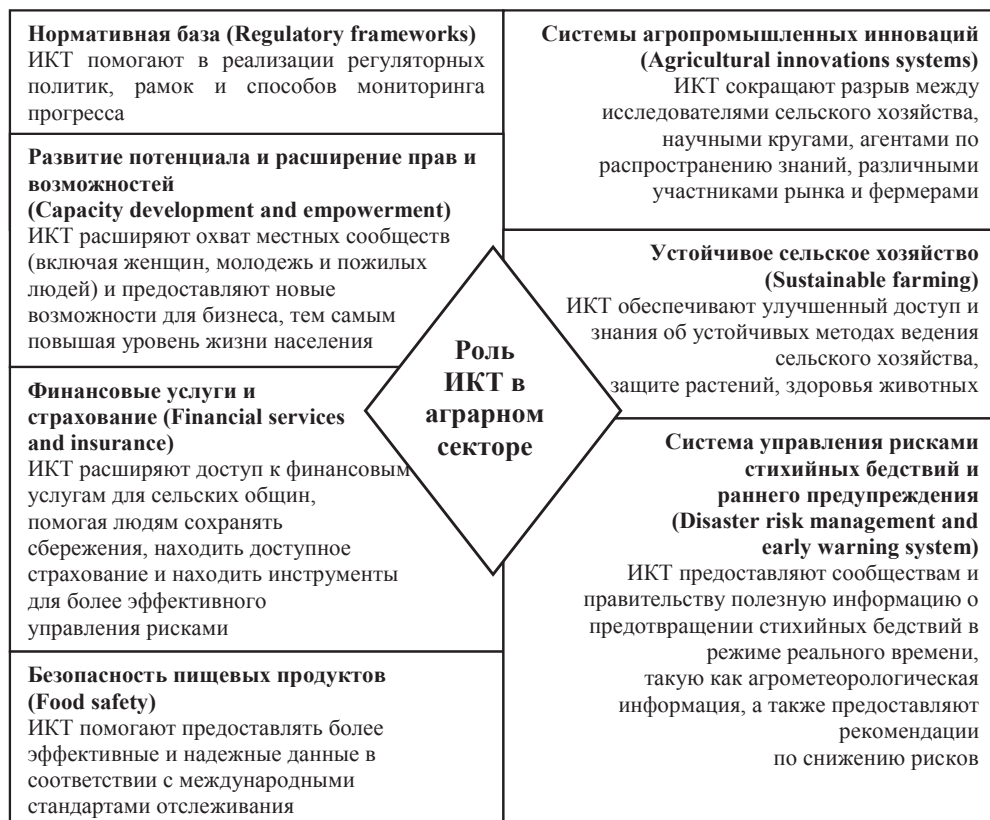 Нормативная база (Regulatory frameworks)
ИКТ помогают в реализации регуляторных
политик, рамок и способов мониторинга
прогресса
Развитие потенциала и расширение прав и
возможностей
(Capacity development and empowerment)
ИКТ расширяют охват местных сообществ
(включая женщин, молодежь и пожилых
людей) и предоставляют новые
возможности для бизнеса, тем самым
повышая уровень жизни населения
Финансовые услуги и
страхование (Financial services
and insurance)
ИКТ расширяют доступ к финансовым
услугам для сельских общин,
помогая людям сохранять
сбережения, находить доступное
страхование и находить инструменты
для более эффективного
управления рисками
Безопасность пищевых продуктов
(Food safety)
ИКТ помогают предоставлять более
эффективные и надежные данные в
соответствии с международными
стандартами отслеживания
Роль
ИКТ в
аграрном
секторе
Системы агропромышленных инноваций
(Agricultural innovations systems)
ИКТ сокращают разрыв между
исследователями сельского хозяйства,
научными кругами, агентами по
распространению знаний, различными
участниками рынка и фермерами
Устойчивое сельское хозяйство
(Sustainable farming)
ИКТ обеспечивают улучшенный доступ и
знания об устойчивых методах ведения
сельского хозяйства,
защите растений, здоровья животных
Система управления рисками
стихийных бедствий и
раннего предупреждения
(Disaster risk management and
early warning system)
ИКТ предоставляют сообществам и
правительству полезную информацию о
предотвращении стихийных бедствий в
режиме реального времени,
такую как агрометеорологическая
информация, а также предоставляют
рекомендации
по снижению рисков